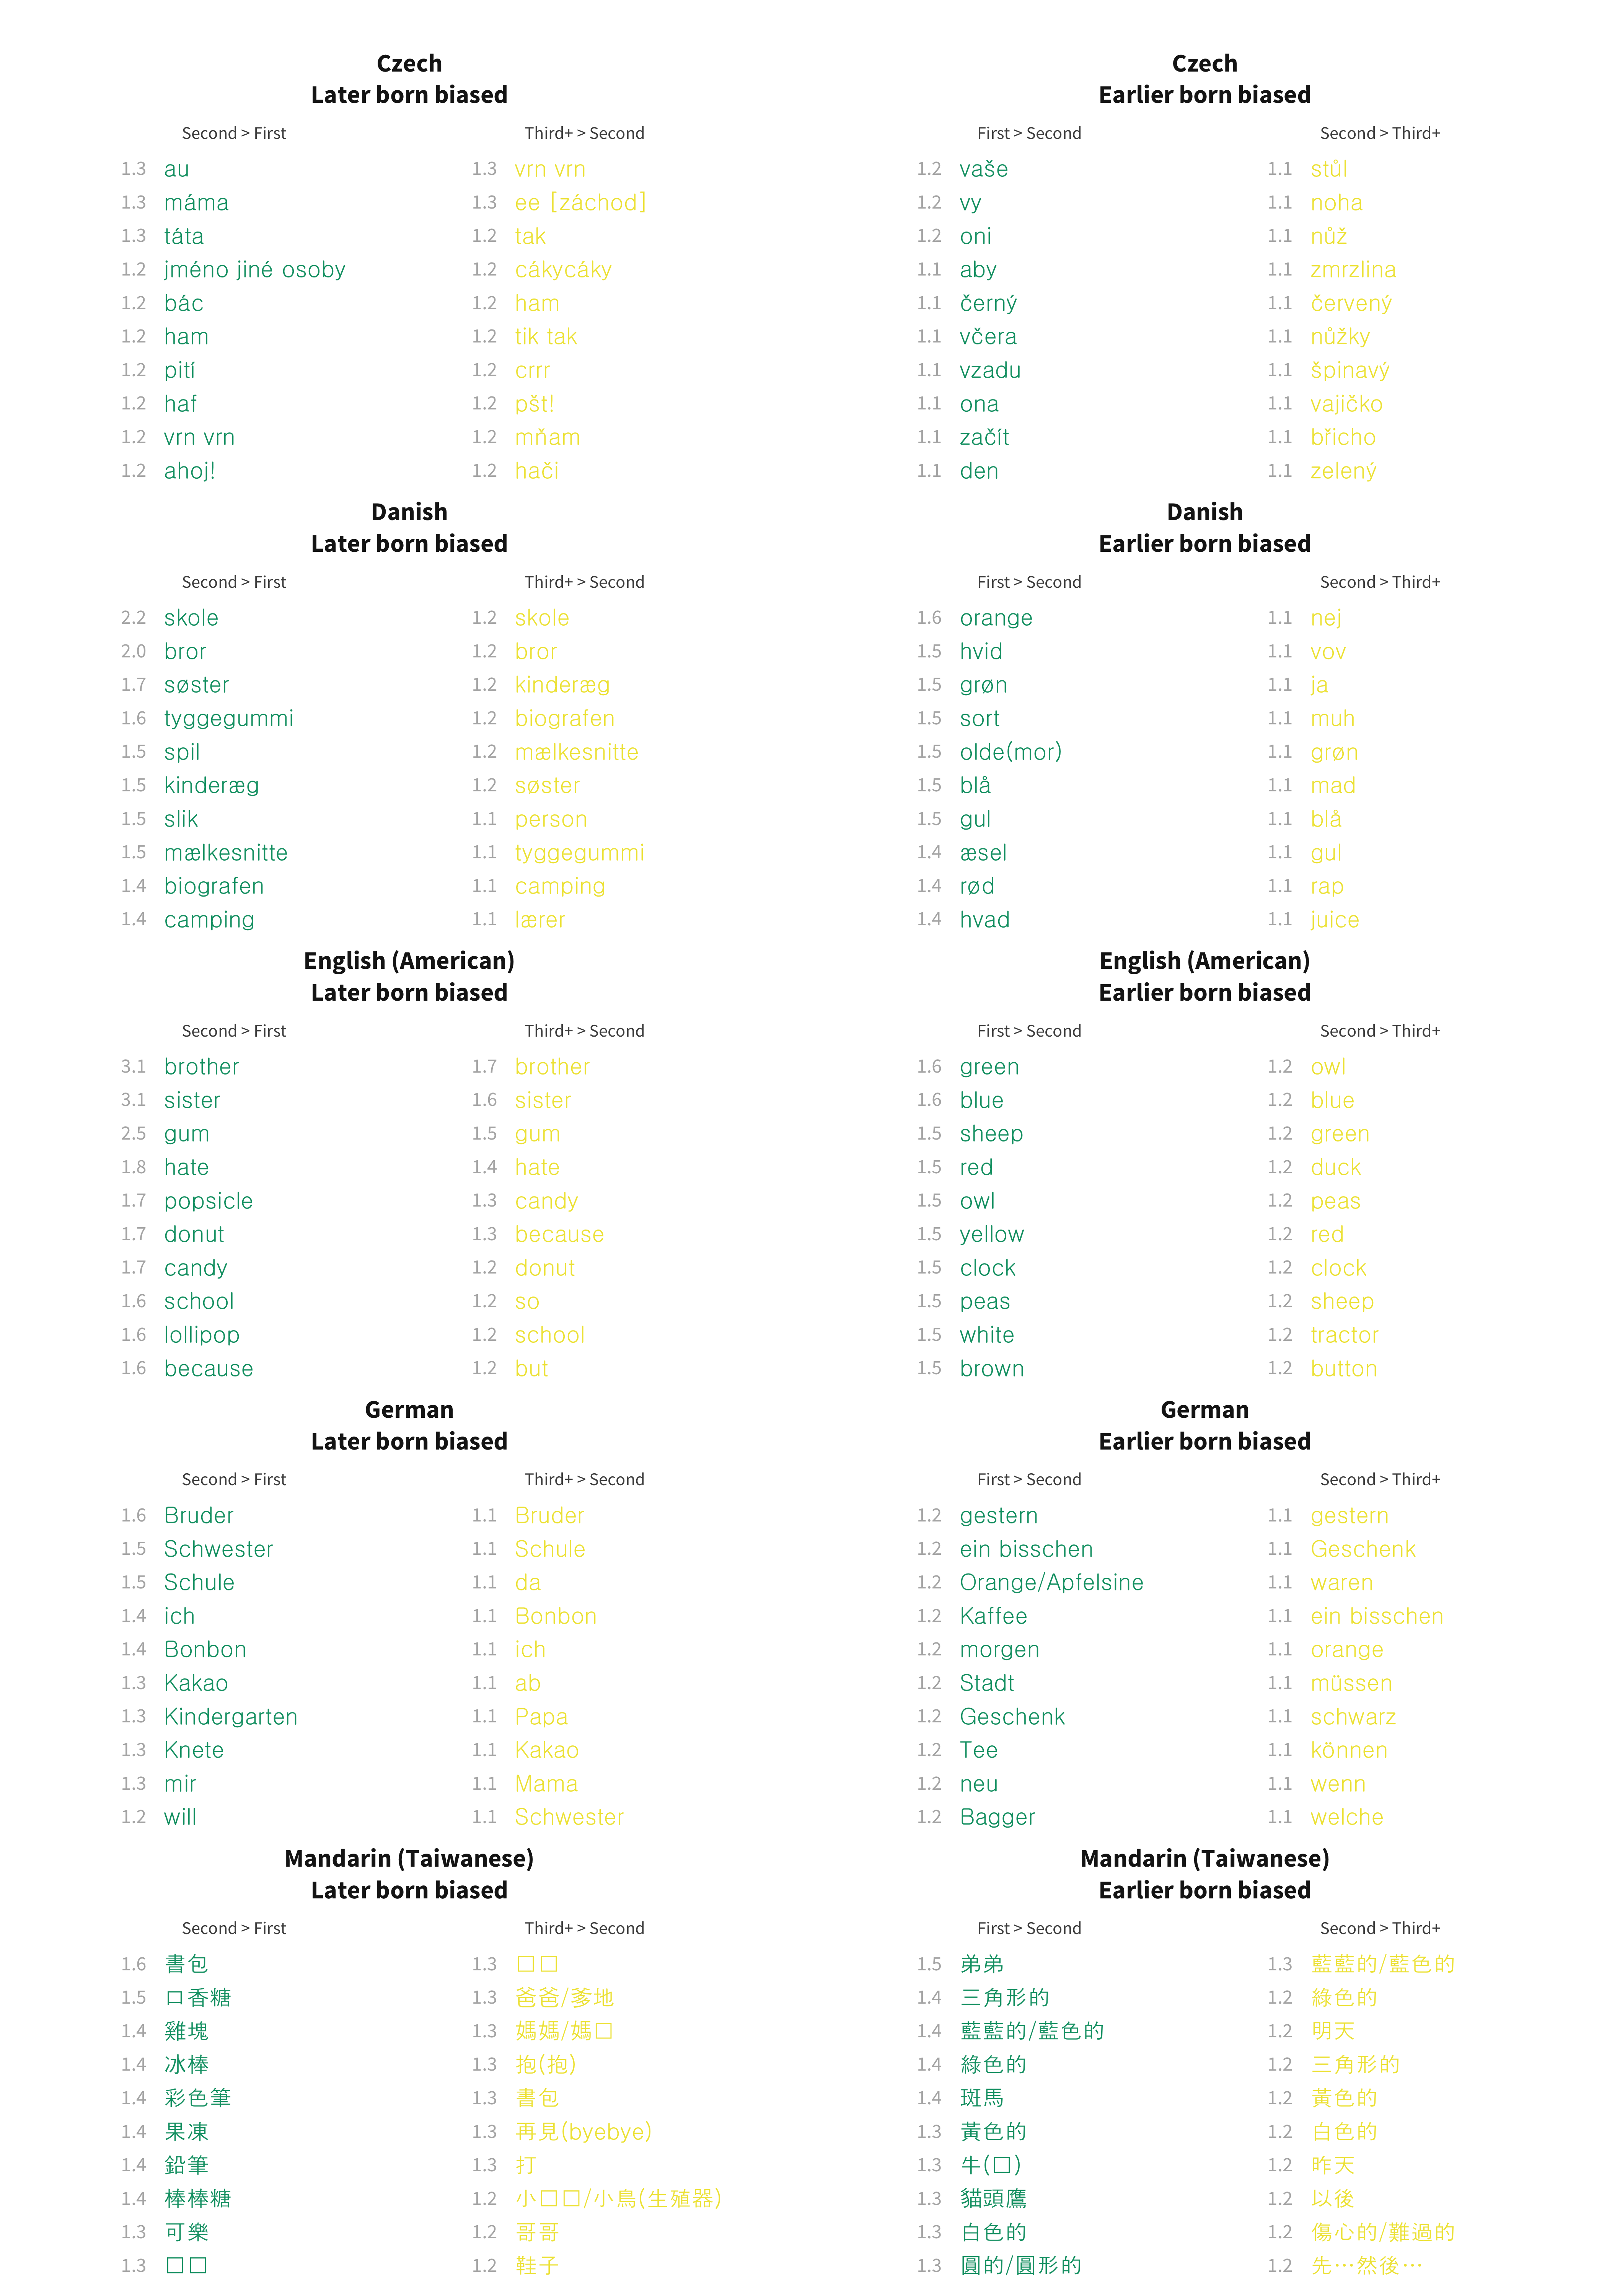 Czech Czech
Later born biased Earlier born biased
Second > First Third+ > Second First > Second Second > Third+
1.3 au 1.3 vrn vrn 1.2 vaše 1.1 stůl
1.3 máma 1.3 ee [záchod] 1.2 vy 1.1 noha
1.3 táta 1.2 tak 1.2 oni 1.1 nůž
1.2 jméno jiné osoby 1.2 cákycáky 1.1 aby 1.1 zmrzlina
1.2 bác 1.2 ham 1.1 černý 1.1 červený
1.2 ham 1.2 tik tak 1.1 včera 1.1 nůžky
1.2 pití 1.2 crrr 1.1 vzadu 1.1 špinavý
1.2 haf 1.2 pšt! 1.1 ona 1.1 vajíčko
1.2 vrn vrn 1.2 mňam 1.1 začít 1.1 břicho
1.2 ahoj! 1.2 hači 1.1 den 1.1 zelený
Danish Danish
Later born biased Earlier born biased
Second > First Third+ > Second First > Second Second > Third+
2.2 skole 1.2 skole 1.6 orange 1.1 nej
2.0 bror 1.2 bror 1.5 hvid 1.1 vov
1.7 søster 1.2 kinderæg 1.5 grøn 1.1 ja
1.6 tyggegummi 1.2 biografen 1.5 sort 1.1 muh
1.5 spil 1.2 mælkesnitte 1.5 olde(mor) 1.1 grøn
1.5 kinderæg 1.2 søster 1.5 blå 1.1 mad
1.5 slik 1.1 person 1.5 gul 1.1 blå
1.5 mælkesnitte 1.1 tyggegummi 1.4 æsel 1.1 gul
1.4 biografen 1.1 camping 1.4 rød 1.1 rap
1.4 camping 1.1 lærer 1.4 hvad 1.1 juice
English (American) English (American)
Later born biased Earlier born biased
Second > First Third+ > Second First > Second Second > Third+
3.1 brother 1.7 brother 1.6 green 1.2 owl
3.1 sister 1.6 sister 1.6 blue 1.2 blue
2.5 gum 1.5 gum 1.5 sheep 1.2 green
1.8 hate 1.4 hate 1.5 red 1.2 duck
1.7 popsicle 1.3 candy 1.5 owl 1.2 peas
1.7 donut 1.3 because 1.5 yellow 1.2 red
1.7 candy 1.2 donut 1.5 clock 1.2 clock
1.6 school 1.2 so 1.5 peas 1.2 sheep
1.6 lollipop 1.2 school 1.5 white 1.2 tractor
1.6 because 1.2 but 1.5 brown 1.2 button
German German
Later born biased Earlier born biased
Second > First Third+ > Second First > Second Second > Third+
1.6 Bruder 1.1 Bruder 1.2 gestern 1.1 gestern
1.5 Schwester 1.1 Schule 1.2 ein bisschen 1.1 Geschenk
1.5 Schule 1.1 da 1.2 Orange/Apfelsine 1.1 waren
1.4 ich 1.1 Bonbon 1.2 Kaffee 1.1 ein bisschen
1.4 Bonbon 1.1 ich 1.2 morgen 1.1 orange
1.3 Kakao 1.1 ab 1.2 Stadt 1.1 müssen
1.3 Kindergarten 1.1 Papa 1.2 Geschenk 1.1 schwarz
1.3 Knete 1.1 Kakao 1.2 Tee 1.1 können
1.3 mir 1.1 Mama 1.2 neu 1.1 wenn
1.2 will 1.1 Schwester 1.2 Bagger 1.1 welche
Mandarin (Taiwanese) Mandarin (Taiwanese)
Later born biased Earlier born biased
Second > First Third+ > Second First > Second Second > Third+
1.6 書包 1.3 □□ 1.5 弟弟 1.3 藍藍的/藍色的
1.5 口香糖 1.3 爸爸/爹地 1.4 三角形的 1.2 綠色的
1.4 雞塊 1.3 媽媽/媽□ 1.4 藍藍的/藍色的 1.2 明天
1.4 冰棒 1.3 抱(抱) 1.4 綠色的 1.2 三角形的
1.4 彩色筆 1.3 書包 1.4 斑馬 1.2 黃色的
1.4 果凍 1.3 再見(byebye) 1.3 黃色的 1.2 白色的
1.4 鉛筆 1.3 打 1.3 牛(□) 1.2 昨天
1.4 棒棒糖 1.2 小□□/小鳥(生殖器) 1.3 貓頭鷹 1.2 以後
1.3 可樂 1.2 哥哥 1.3 白色的 1.2 傷心的/難過的
1.3 □□ 1.2 鞋子 1.3 圓的/圓形的 1.2 先⋯然後⋯